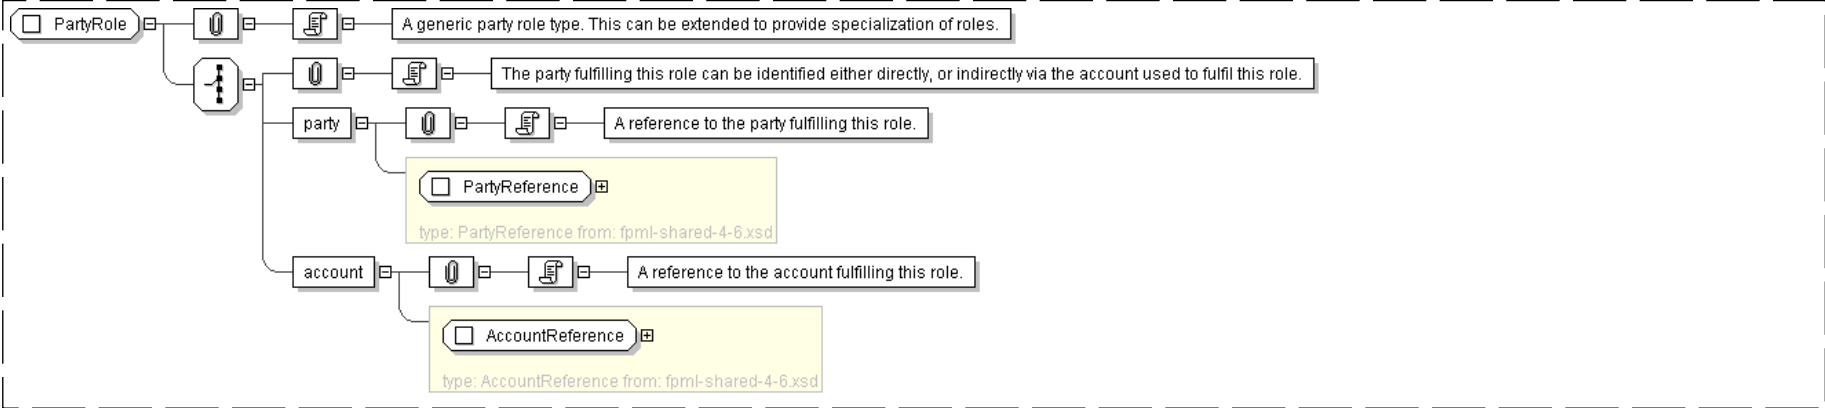 PartyRole
A generic party role type. This can be extended to provide specialization of roles.
The party fulfilling this role can be identified either directly, or indirectly via the account used to fulfil this role.
party
A reference to the party fulfilling this role.
PartyReference
type: PartyReference from: fpml-shared-4-6.xsd
account
A reference to the account fulfilling this role.
AccountReference
type: AccountReference from: fpml-shared-4-6.xsd